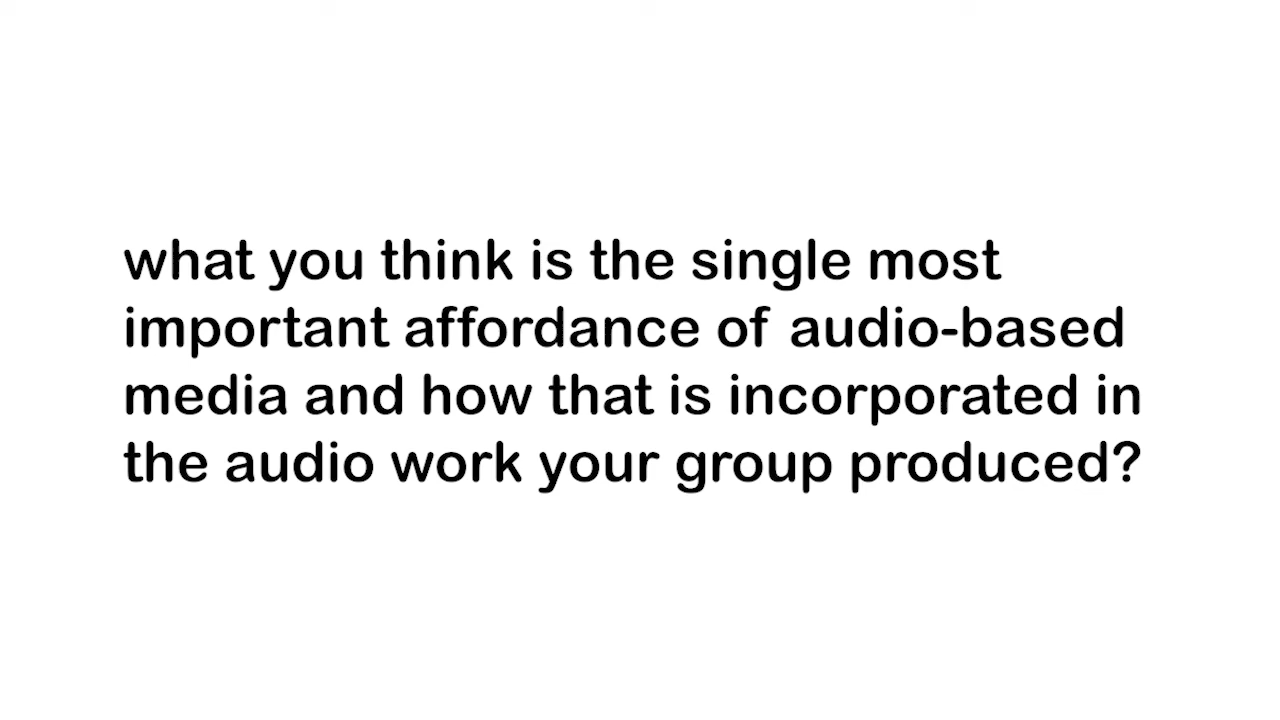 what you think is the single most
important affordance of audio-based
media and how that is incorporated in
the audio work your group produced?